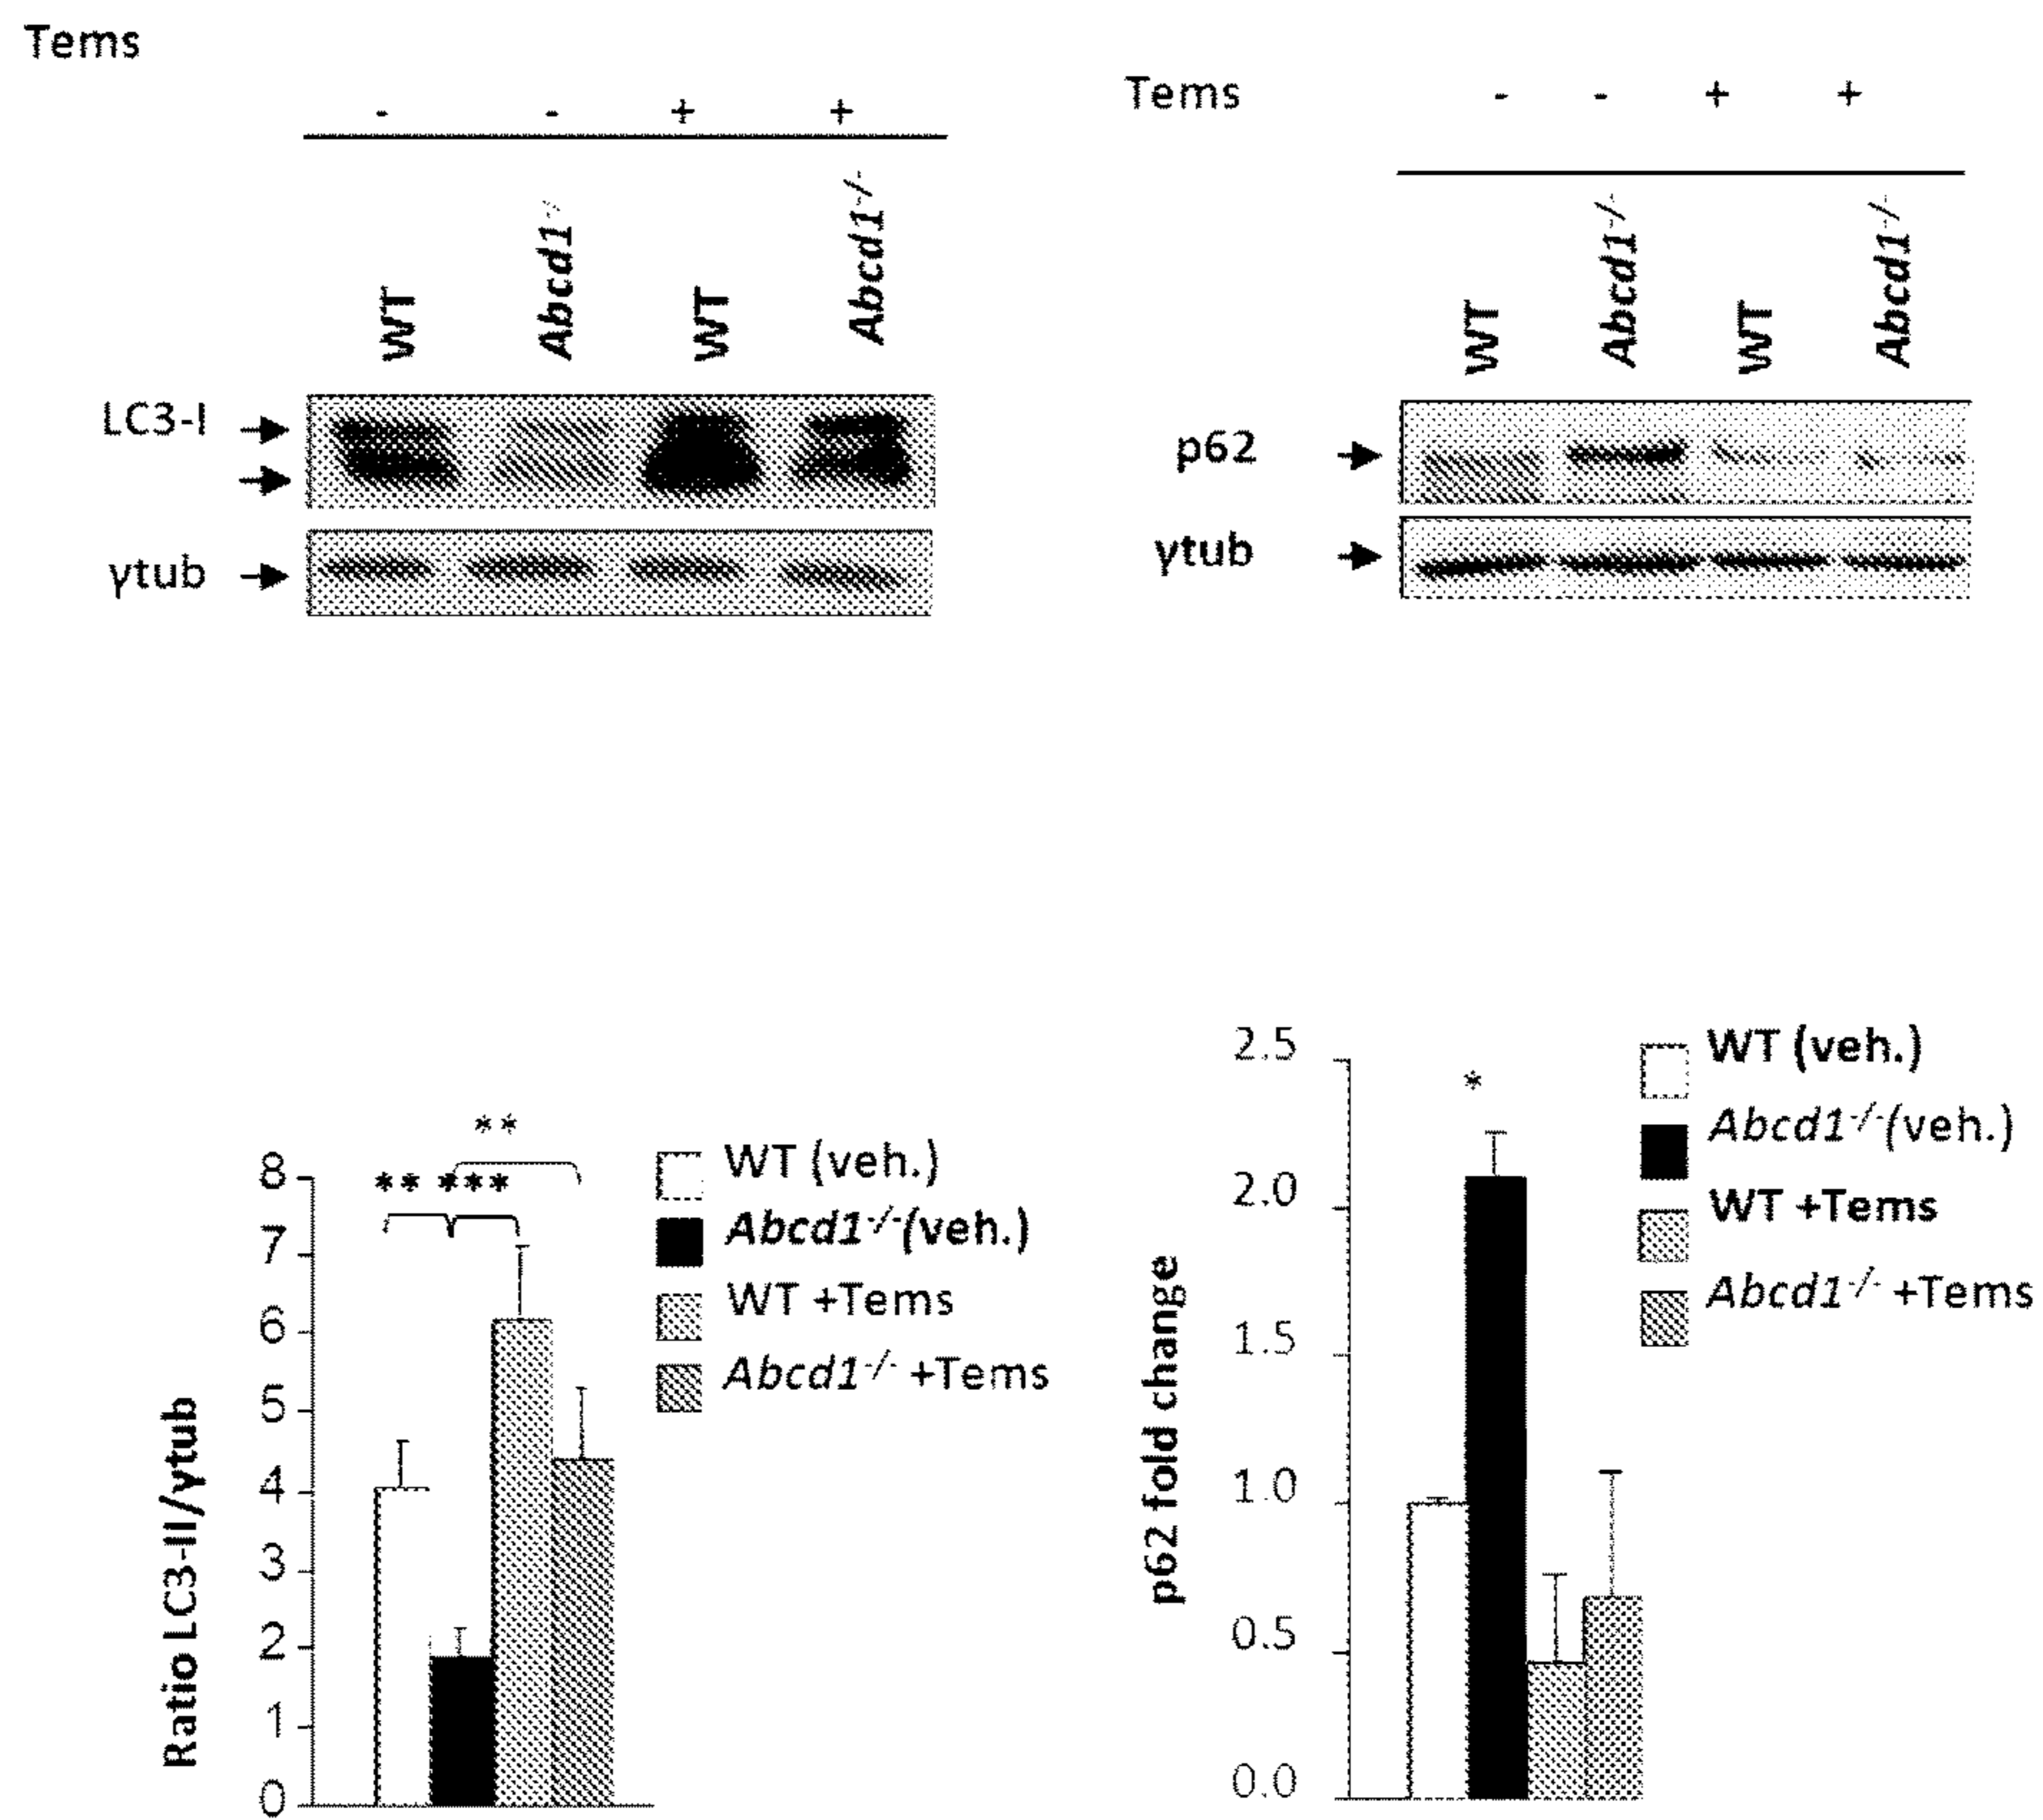 Tems
- - + +
WT Abcd1-/- WT Abcd1-/-
LC3-I
γtub
Tems - - + +
WT Abcd1-/- WT Abcd1-/-
p62
γtub
**
** ***
8
7
6
5
4
3
2
1
0
Ratio LC3-II/γtub
WT (veh.)
Abcd1-/-(veh.)
WT +Tems
Abcd1-/- +Tems
*
2.5
2.0
1.5
1.0
0.5
0.0
p62 fold change
WT (veh.)
Abcd1-/-(veh.)
WT +Tems
Abcd1-/- +Tems